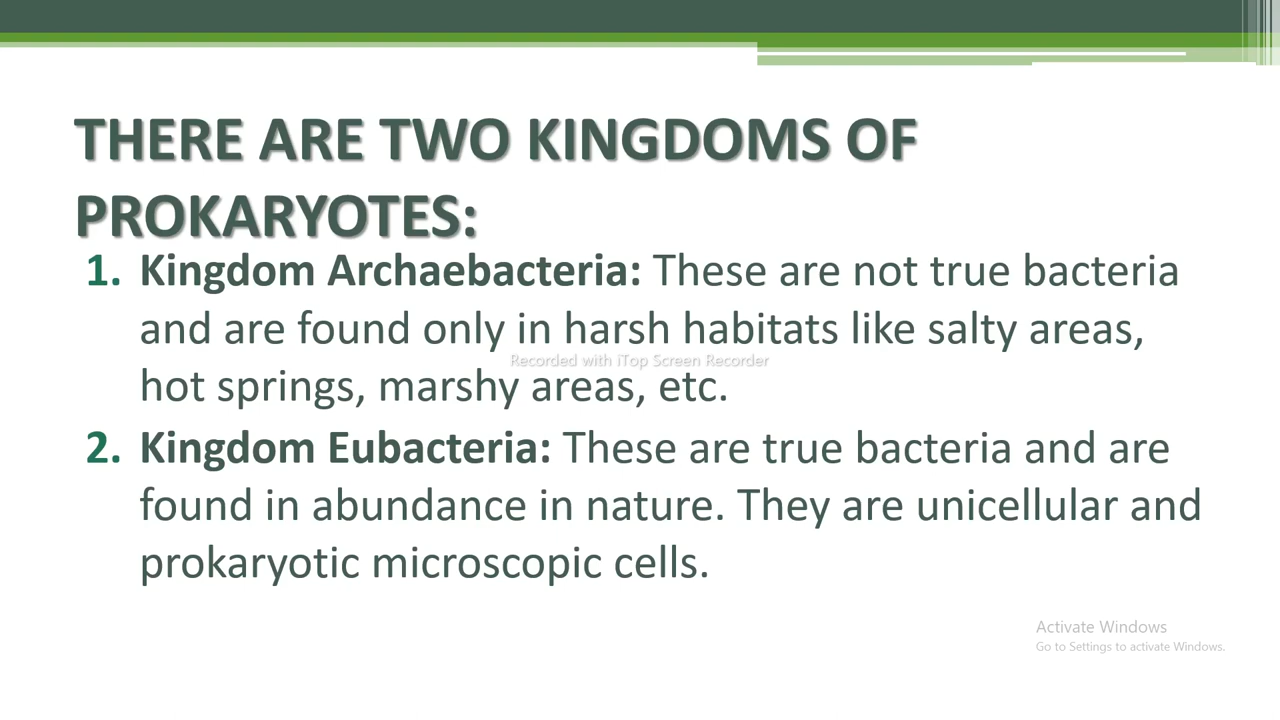 THERE ARE TWO KINGDOMS OF
PROKARYOTES:
1. Kingdom Archaebacteria: These are not true bacteria
and are found only in harsh habitats like salty areas,
Recorded with iTop Screen Recorder
hot springs, marshy areas, etc.
2. Kingdom Eubacteria: These are true bacteria and are
found in abundance in nature. They are unicellular and
prokaryotic microscopic cells.
Activate Windows
Go to Settings to activate Windows.